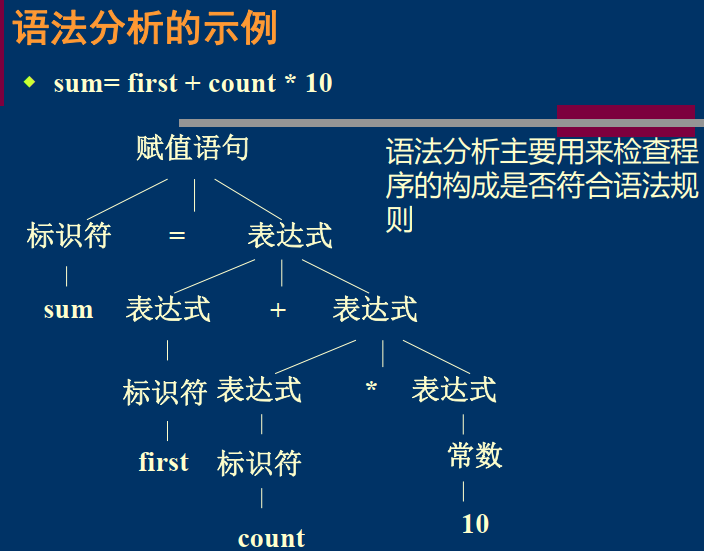 语法分析的示例
sum= first + count * 10
语法分析主要用来检查程
序的构成是否符合语法规
则
赋值语句
标识符 = 表达式
sum 表达式 + 表达式
标识符 表达式 * 表达式
first 标识符 常数
count 10